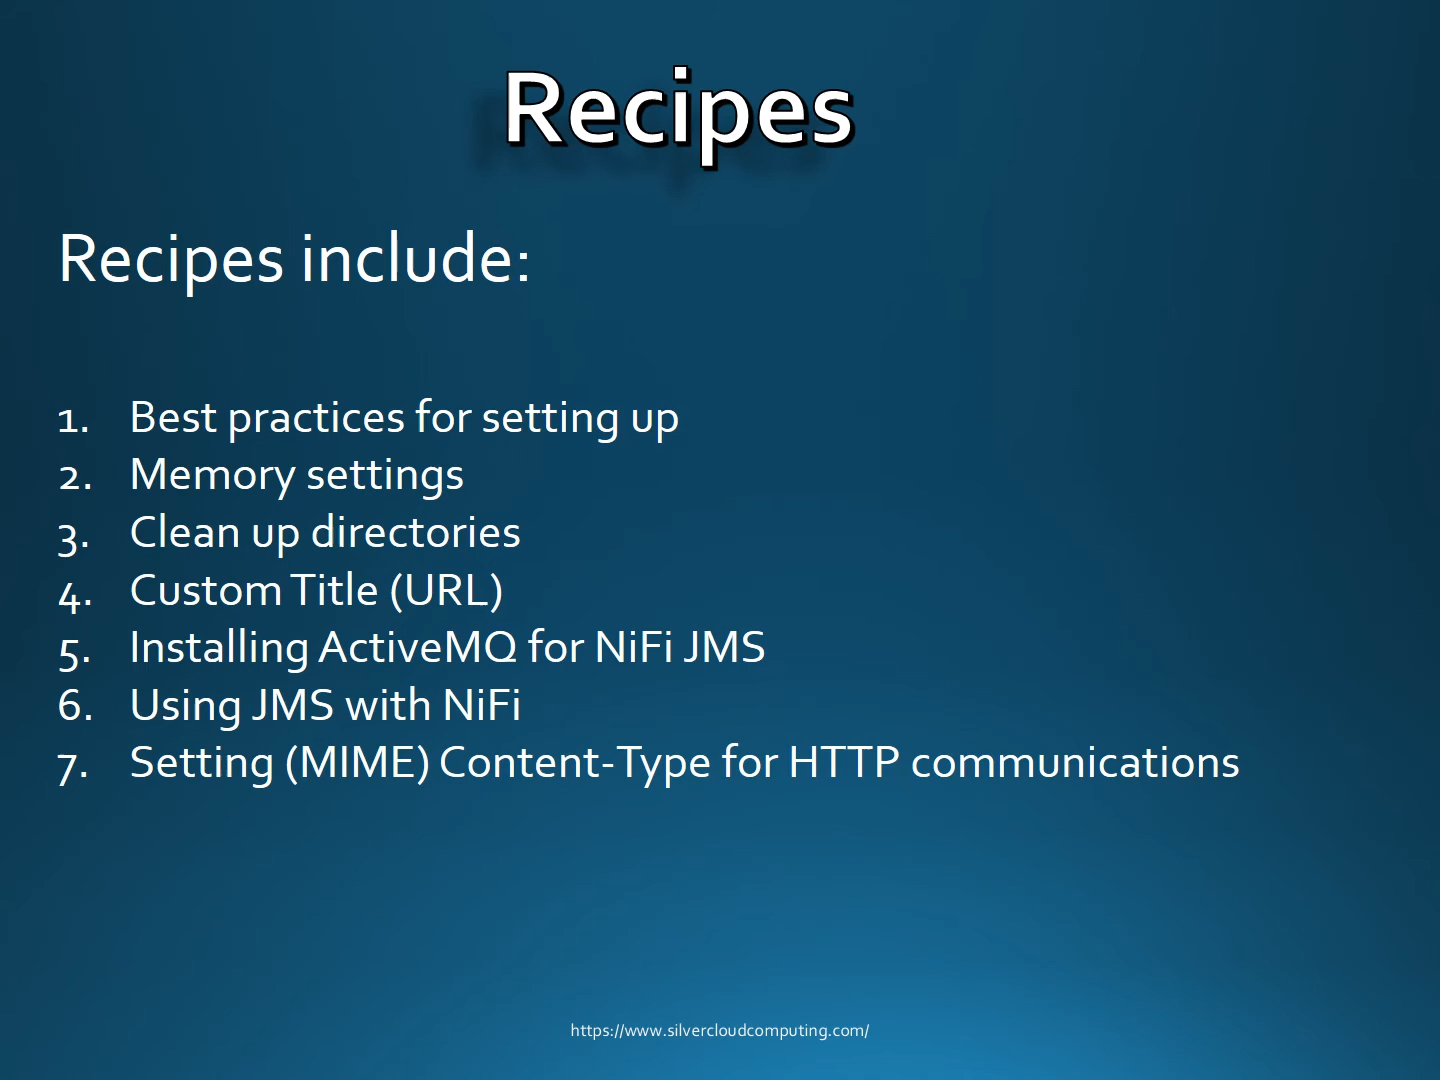 Recipes
Recipes include:
1. Best practices for setting up
2. Memory settings
3. Clean up directories
4. Custom Title (URL)
5. Installing ActiveMQ for NiFi JMS
6. Using JMS with NiFi
7. Setting (MIME) Content-Type for HTTP communications
https://www.silvercloudcomputing.com/